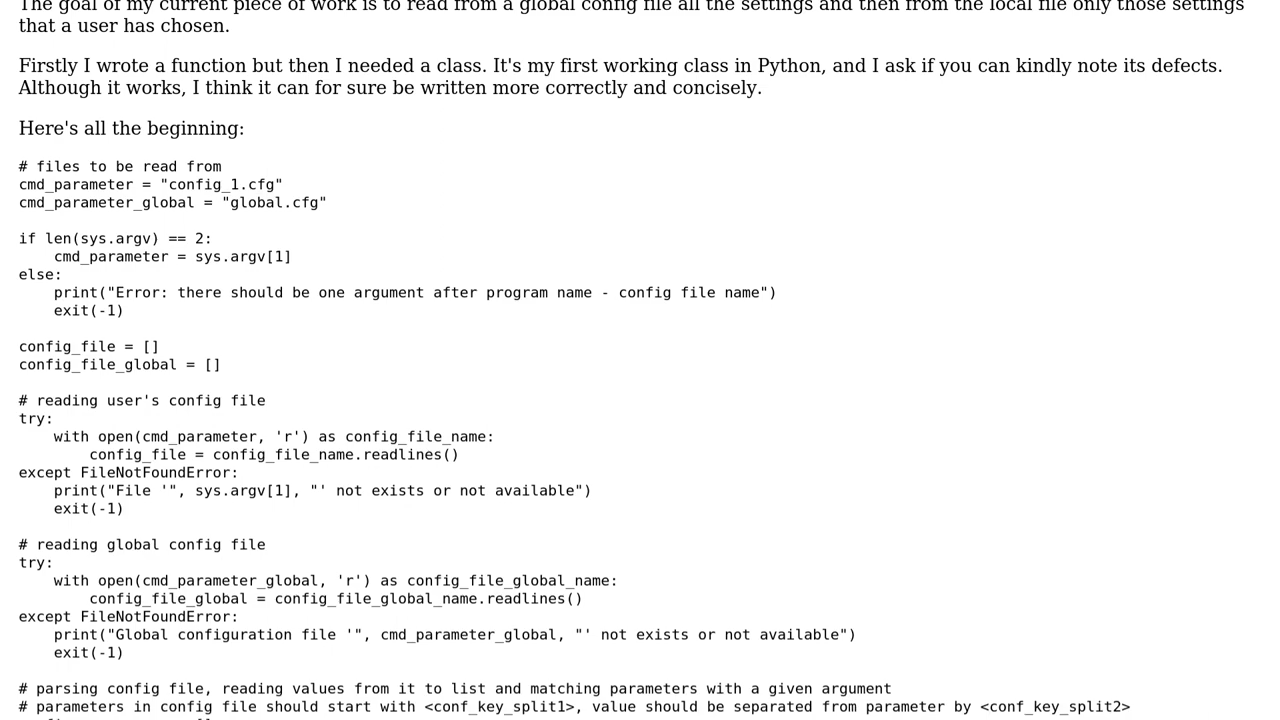 The goal of my current piece of work is to read from a global config file all the settings and then from the local file only those settings
that a user has chosen.
Firstly I wrote a function but then I needed a class. It's my first working class in Python, and I ask if you can kindly note its defects.
Although it works, I think it can for sure be written more correctly and concisely.
Here's all the beginning:
# files to be read from
cmd_parameter = "config_1.cfg"
cmd_parameter_global = "global.cfg"
if len(sys.argv) == 2:
    cmd_parameter = sys.argv[1]
else:
    print("Error: there should be one argument after program name - config file name")
    exit(-1)
config_file = []
config_file_global = []
# reading user's config file
try:
    with open(cmd_parameter, 'r') as config_file_name:
        config_file = config_file_name.readlines()
except FileNotFoundError:
    print("File '", sys.argv[1], "' not exists or not available")
    exit(-1)
# reading global config file
try:
    with open(cmd_parameter_global, 'r') as config_file_global_name:
        config_file_global = config_file_global_name.readlines()
except FileNotFoundError:
    print("Global configuration file '", cmd_parameter_global, "' not exists or not available")
    exit(-1)
# parsing config file, reading values from it to list and matching parameters with a given argument
# parameters in config file should start with <conf_key_split1>, value should be separated from parameter by <conf_key_split2>